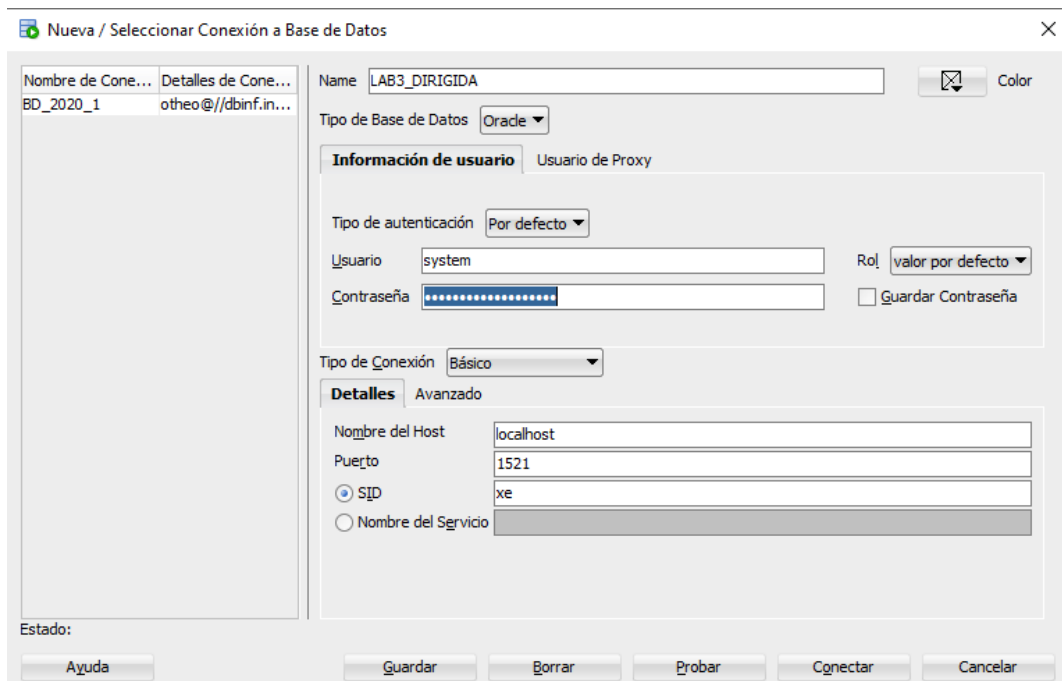 Nueva / Seleccionar Conexión a Base de Datos
Nombre de Cone... Detalles de Cone...
BD_2020_1 otheo@//dbinf.in...
Name LAB3_DIRIGIDA Color
Tipo de Base de Datos Oracle
Información de usuario Usuario de Proxy
Tipo de autenticación Por defecto
Usuario system Rol valor por defecto
Contraseña ••••••••••••••••••• Guardar Contraseña
Tipo de Conexión Básico
Detalles Avanzado
Nombre del Host localhost
Puerto 1521
SID xe
Nombre del Servicio
Estado:
Ayuda Guardar Borrar Probar Conectar Cancelar